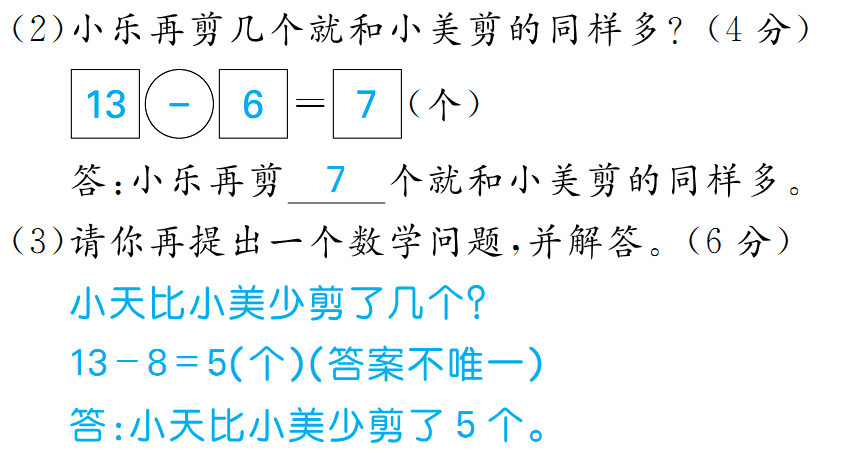 (2)小乐再剪几个就和小美剪的同样多?(4分)
13 - 6 = 7 (个)
答:小乐再剪 7 个就和小美剪的同样多。
(3)请你再提出一个数学问题,并解答。(6分)
小天比小美少剪了几个?
13-8=5(个)(答案不唯一)
答:小天比小美少剪了5个。